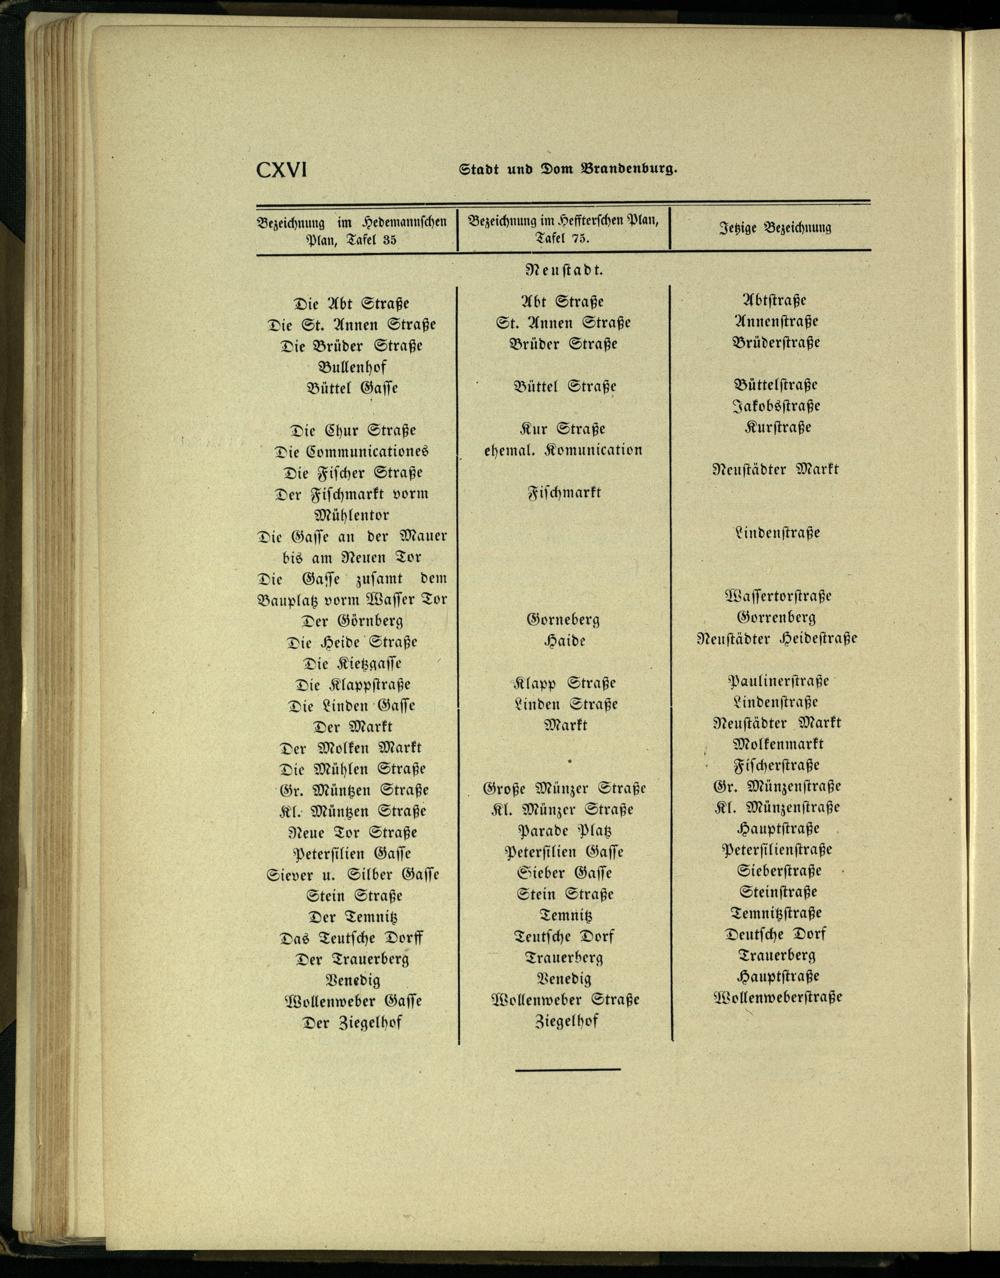 CXVI Stadt und Dom Brandenburg.
Bezeichnung im Hedemannschen Bezeichnung im Heffterschen Plan, Jetzige Bezeichnung
Plan, Tafel 35 Tafel 75.
Neustadt.
Die Abt Straße Abt Straße Abtstraße
Die St. Annen Straße St. Annen Straße Annenstraße
Die Brüder Straße Brüder Straße Brüderstraße
Bullenhof
Büttel Gasse Büttel Straße Büttelstraße
Jakobsstraße
Die Chur Straße Kur Straße Kurstraße
Die Communicationes ehemal. Komunication
Die Fischer Straße Neustädter Markt
Der Fischmarkt vorm Fischmarkt
Mühlentor
Die Gasse an der Mauer Lindenstraße
bis am Neuen Tor
Die Gasse zusamt dem
Bauplatz vorm Wasser Tor Wassertorstraße
Der Görnberg Gorneberg Gorrenberg
Die Heide Straße Haide Neustädter Heidestraße
Die Kietzgasse
Die Klappstraße Klapp Straße Paulinerstraße
Die Linden Gasse Linden Straße Lindenstraße
Der Markt Markt Neustädter Markt
Der Molken Markt Molkenmarkt
Die Mühlen Straße Fischerstraße
Gr. Müntzen Straße Große Münzer Straße Gr. Münzenstraße
Kl. Müntzen Straße Kl. Münzer Straße Kl. Münzenstraße
Neue Tor Straße Parade Platz Hauptstraße
Petersilien Gasse Petersilien Gasse Petersilienstraße
Siever u. Silber Gasse Sieber Gasse Sieberstraße
Stein Straße Stein Straße Steinstraße
Der Temnitz Temnitz Temnitzstraße
Das Teutsche Dorff Teutsche Dorf Deutsche Dorf
Der Trauerberg Trauerberg Trauerberg
Venedig Venedig Hauptstraße
Wollenweber Gasse Wollenweber Straße Wollenweberstraße
Der Ziegelhof Ziegelhof